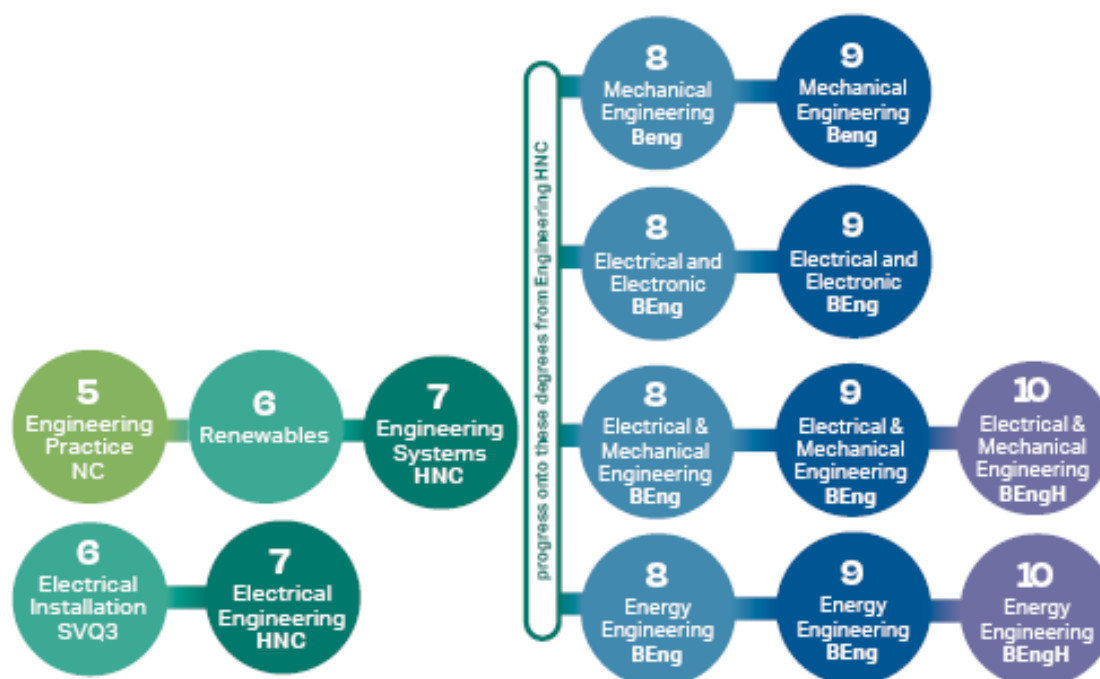 5
Engineering
Practice
NC
6
Renewables
7
Engineering
Systems
HNC
6
Electrical
Installation
SVQ3
7
Electrical
Engineering
HNC
progress onto these degrees from Engineering HNC
8
Mechanical
Engineering
Beng
9
Mechanical
Engineering
Beng
8
Electrical and
Electronic
BEng
9
Electrical and
Electronic
BEng
8
Electrical &
Mechanical
Engineering
BEng
9
Electrical &
Mechanical
Engineering
BEng
10
Electrical &
Mechanical
Engineering
BEngH
8
Energy
Engineering
BEng
9
Energy
Engineering
BEng
10
Energy
Engineering
BEngH